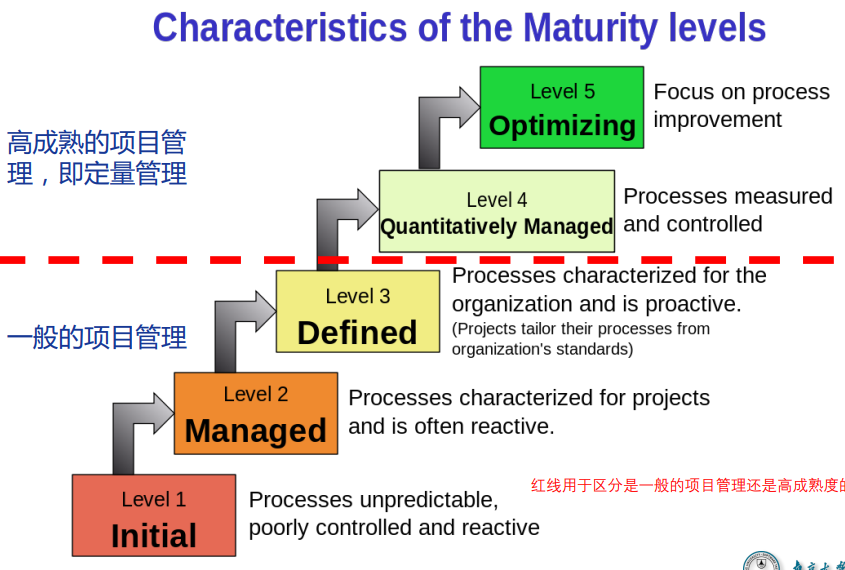 Characteristics of the Maturity levels
Level 5
Optimizing
Focus on process
improvement
高成熟的项目管
理，即定量管理
Level 4
Quantitatively Managed
Processes measured
and controlled
Level 3
Defined
Processes characterized for the
organization and is proactive.
(Projects tailor their processes from
organization's standards)
一般的项目管理
Level 2
Managed
Processes characterized for projects
and is often reactive.
Level 1
Initial
Processes unpredictable,
poorly controlled and reactive
红线用于区分是一般的项目管理还是高成熟度的